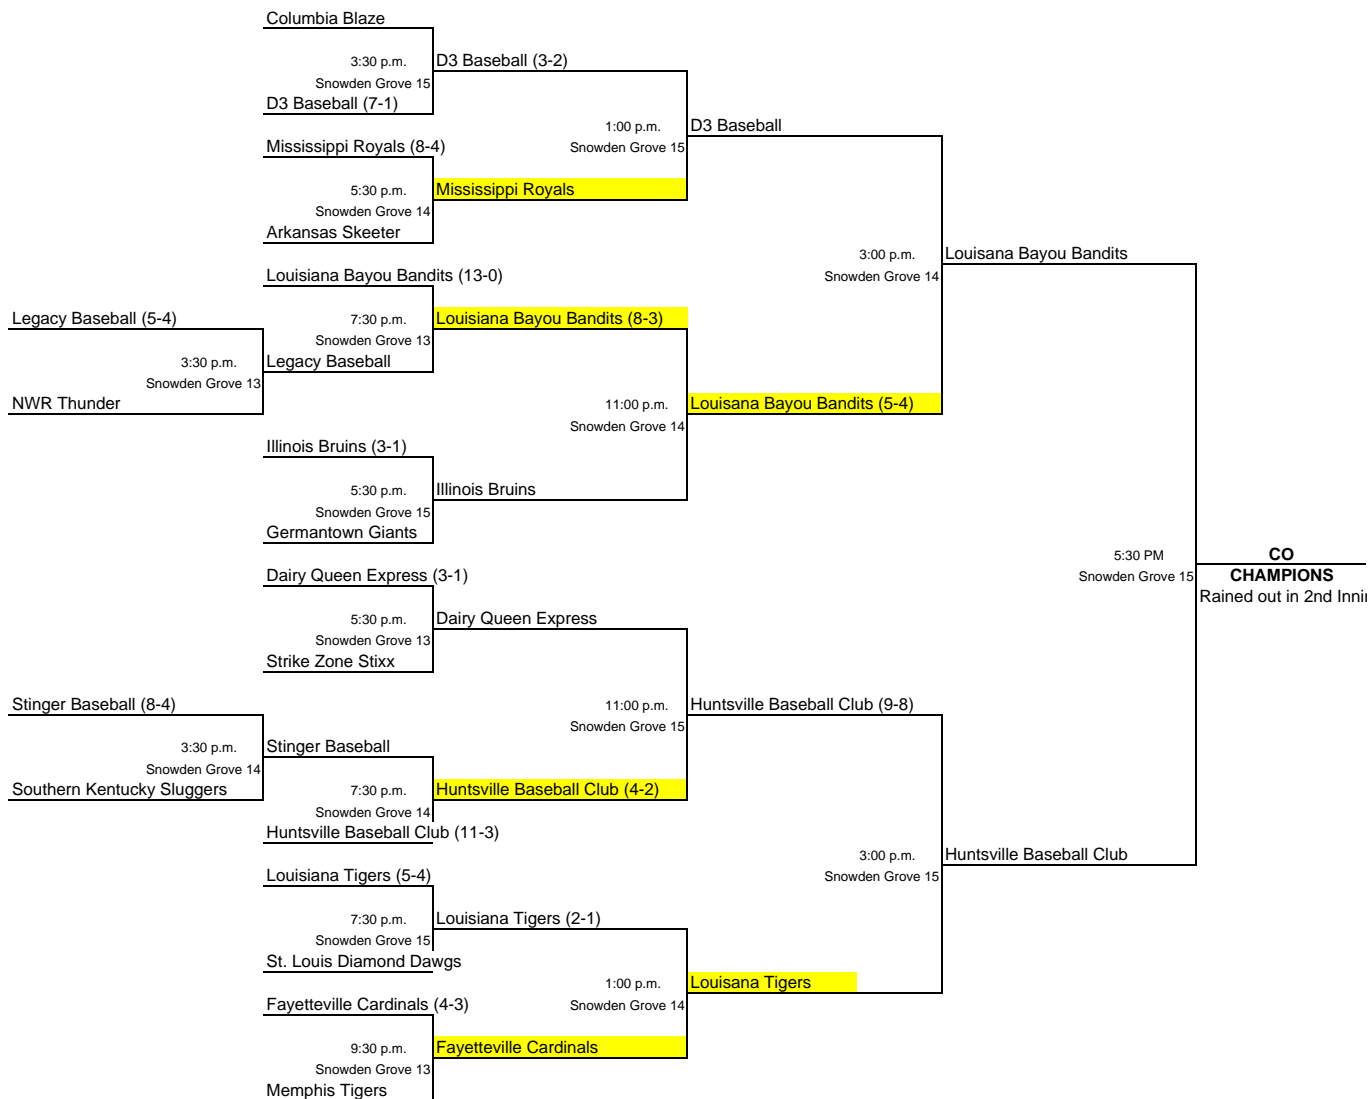 Columbia Blaze
3:30 p.m.
D3 Baseball (3-2)
Snowden Grove 15
D3 Baseball (7-1)
1:00 p.m.
D3 Baseball
Snowden Grove 15
Mississippi Royals (8-4)
5:30 p.m.
Mississippi Royals
Snowden Grove 14
Arkansas Skeeter
3:00 p.m.
Louisana Bayou Bandits
Snowden Grove 14
Louisiana Bayou Bandits (13-0)
Legacy Baseball (5-4)
7:30 p.m.
Louisiana Bayou Bandits (8-3)
Snowden Grove 13
3:30 p.m.
Legacy Baseball
Snowden Grove 13
NWR Thunder
11:00 p.m.
Louisana Bayou Bandits (5-4)
Snowden Grove 14
Illinois Bruins (3-1)
5:30 p.m.
Illinois Bruins
Snowden Grove 15
Germantown Giants
5:30 PM
CO
Snowden Grove 15
CHAMPIONS
Rained out in 2nd
Dairy Queen Express (3-1)
5:30 p.m.
Dairy Queen Express
Snowden Grove 13
Strike Zone Stixx
Stinger Baseball (8-4)
11:00 p.m.
Huntsville Baseball Club (9-8)
Snowden Grove 15
3:30 p.m.
Stinger Baseball
Snowden Grove 14
Southern Kentucky Sluggers
7:30 p.m.
Huntsville Baseball Club (4-2)
Snowden Grove 14
Huntsville Baseball Club (11-3)
3:00 p.m.
Huntsville Baseball Club
Snowden Grove 15
Louisiana Tigers (5-4)
7:30 p.m.
Louisiana Tigers (2-1)
Snowden Grove 15
St. Louis Diamond Dawgs
1:00 p.m.
Louisana Tigers
Snowden Grove 14
Fayetteville Cardinals (4-3)
9:30 p.m.
Fayetteville Cardinals
Snowden Grove 13
Memphis Tigers